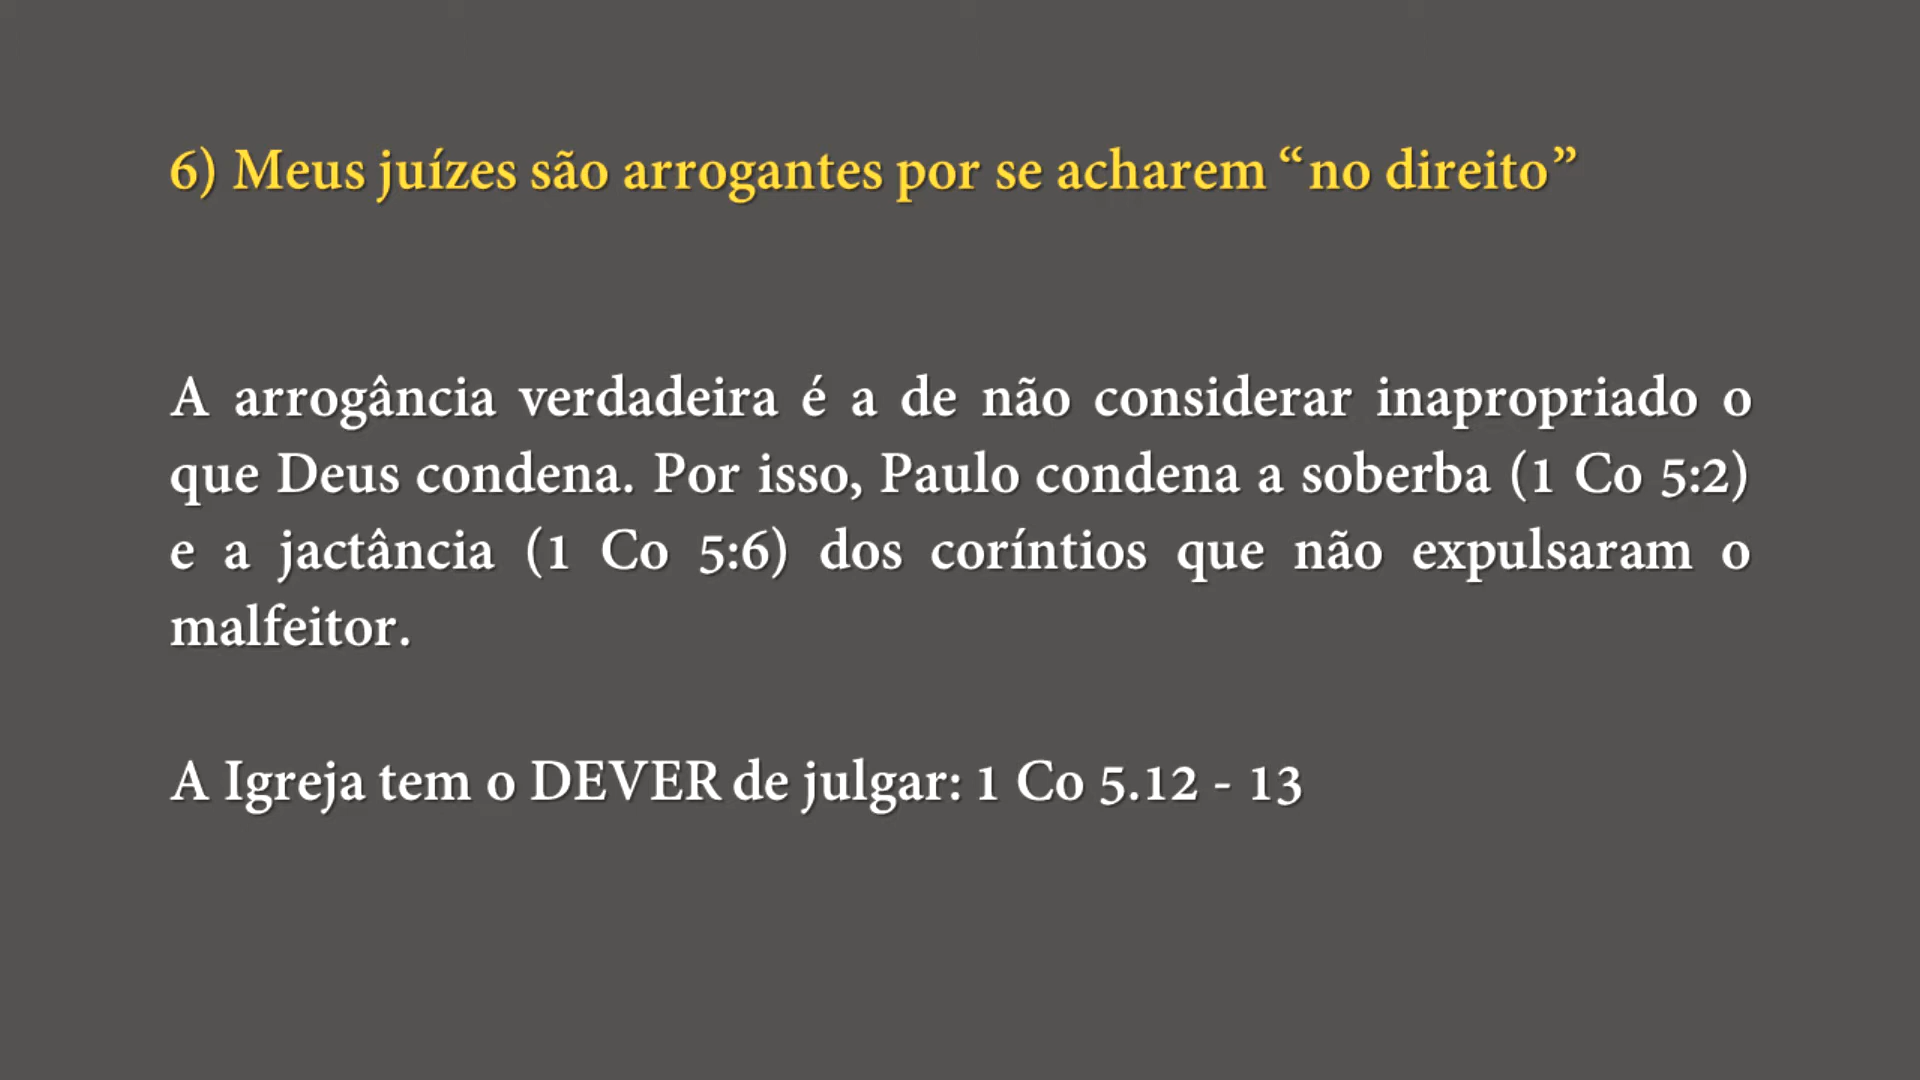 6) Meus juízes são arrogantes por se acharem “no direito”
A arrogância verdadeira é a de não considerar inapropriado o
que Deus condena. Por isso, Paulo condena a soberba (1 Co 5:2)
e a jactância (1 Co 5:6) dos coríntios que não expulsaram o
malfeitor.
A Igreja tem o DEVER de julgar: 1 Co 5.12 - 13